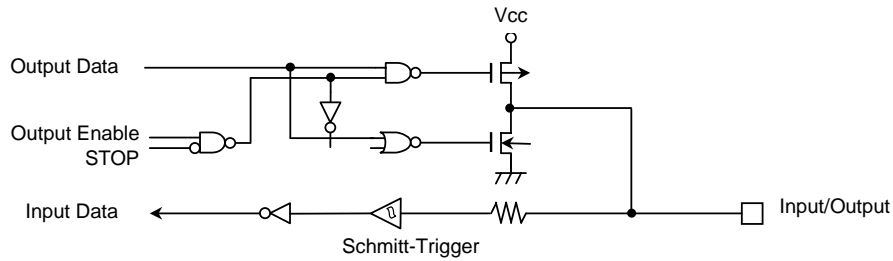 Vcc
Output Data
Output Enable
STOP
Input Data
Input/Output
Schmitt-Trigger